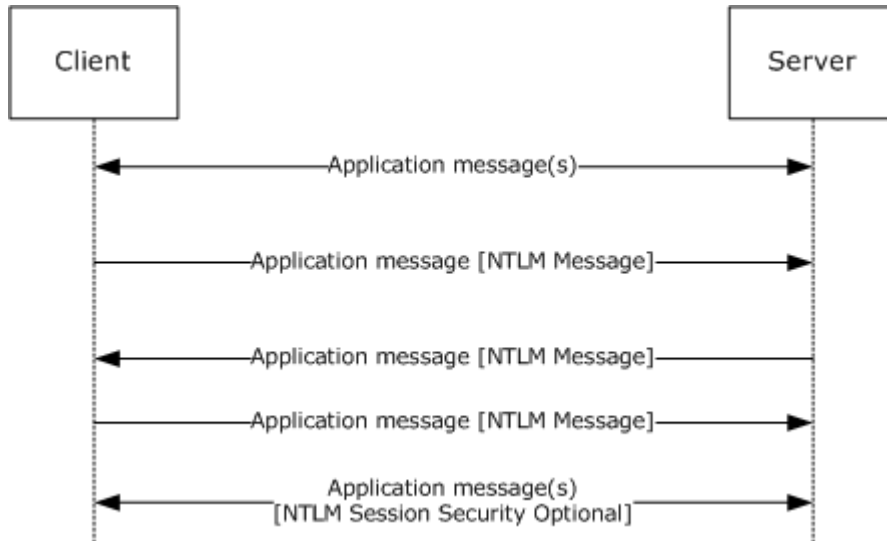 Client
Server
Application message(s)
Application message [NTLM Message]
Application message [NTLM Message]
Application message [NTLM Message]
Application message(s)
[NTLM Session Security Optional]